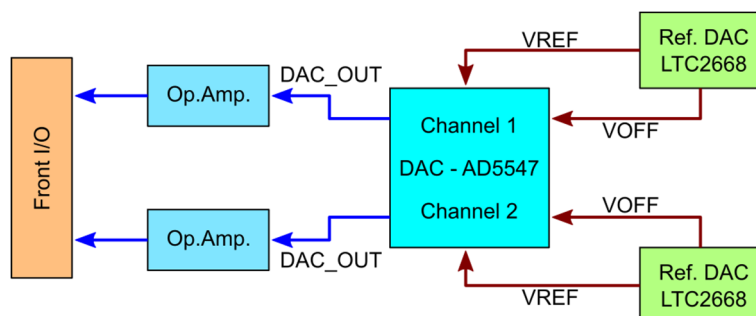 Front I/O
Op.Amp.
DAC_OUT
VREF
Ref. DAC
LTC2668
Channel 1
VOFF
DAC - AD5547
Op.Amp.
DAC_OUT
Channel 2
VOFF
VREF
Ref. DAC
LTC2668